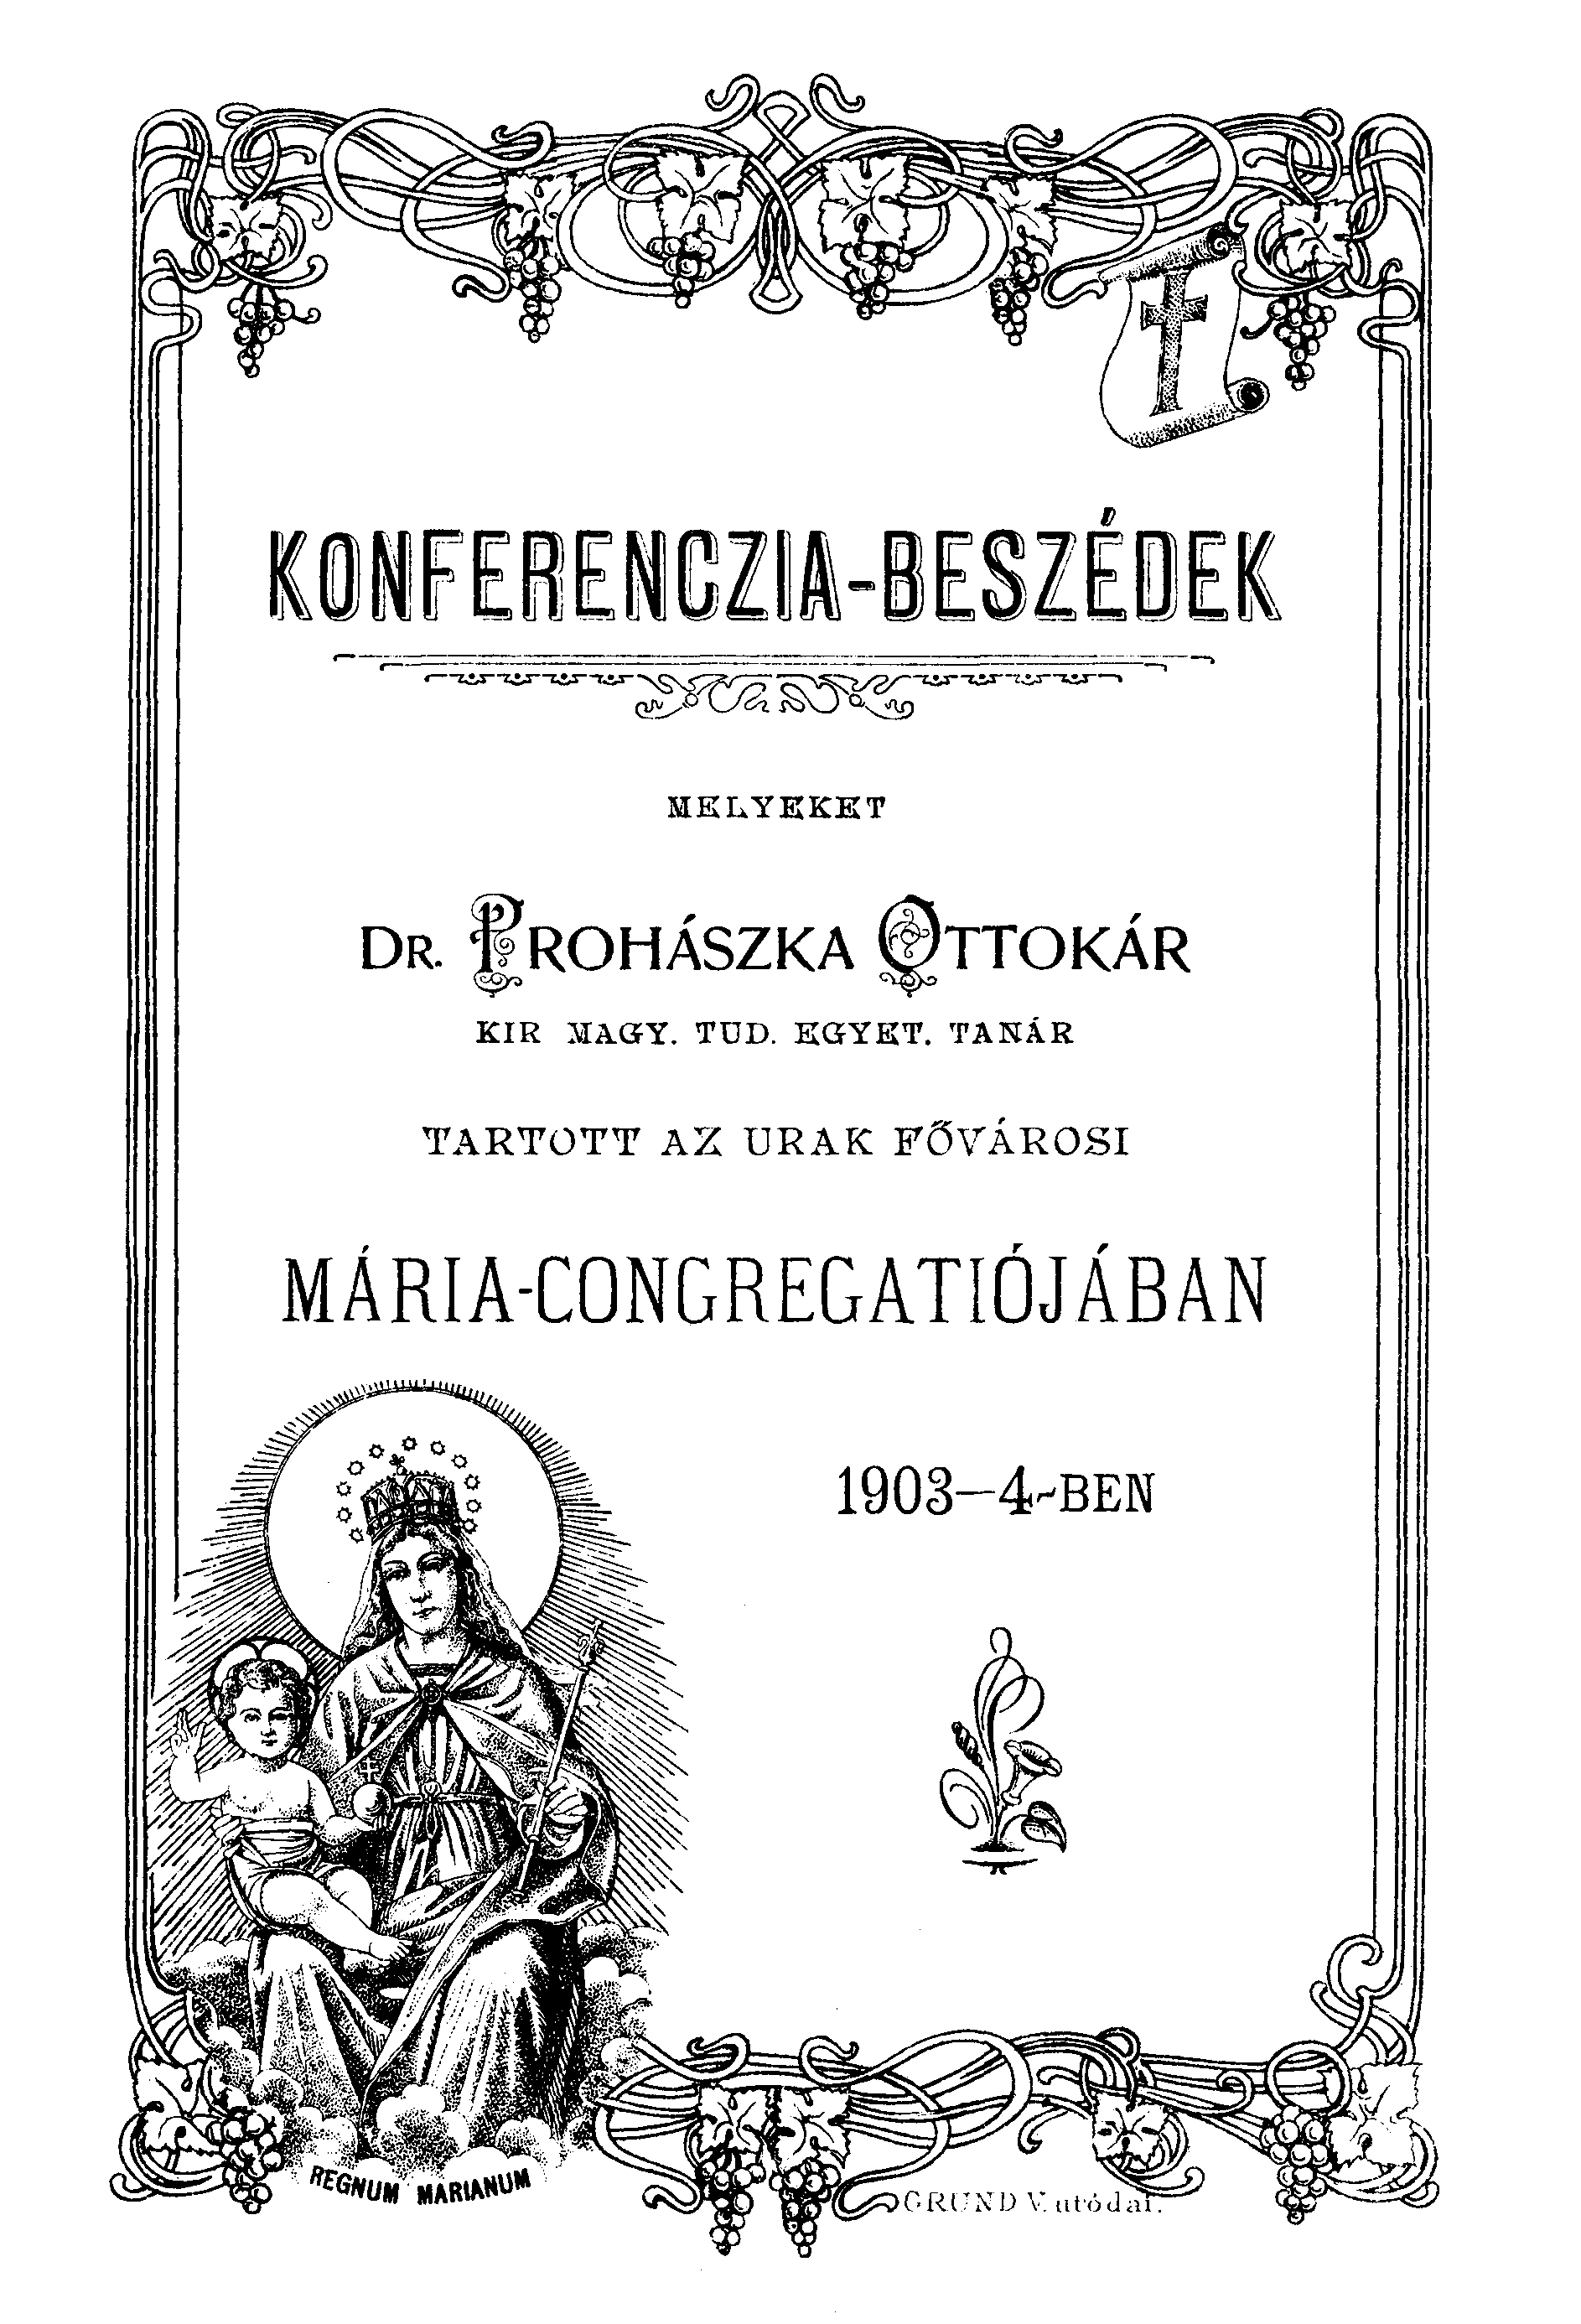 KONFERENCZIA-BESZÉDEK
MELYEKET
DR. PROHÁSZKA OTTOKÁR
KIR MAGY. TUD. EGYET. TANÁR
TARTOTT AZ URAK FŐVÁROSI
MÁRIA-CONGREGATIÓJÁBAN
1903–4-BEN
REGNUM MARIANUM
GRUND V. utódai.